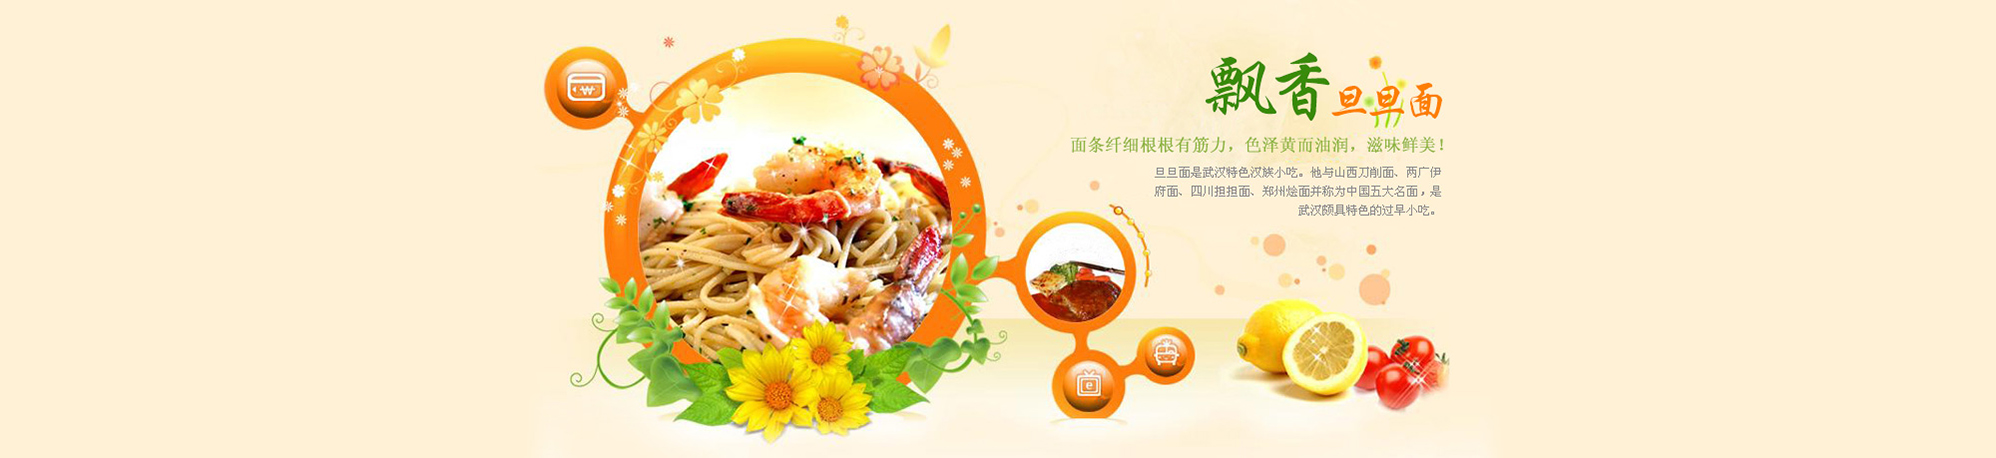 飘香旦旦面
面条纤细根根有筋力，色泽黄而油润，滋味鲜美！
旦旦面是武汉特色汉族小吃。他与山西刀削面、两广伊
府面、四川担担面、郑州烩面并称为中国五大名面，是
武汉颇具特色的过早小吃。
₩
e